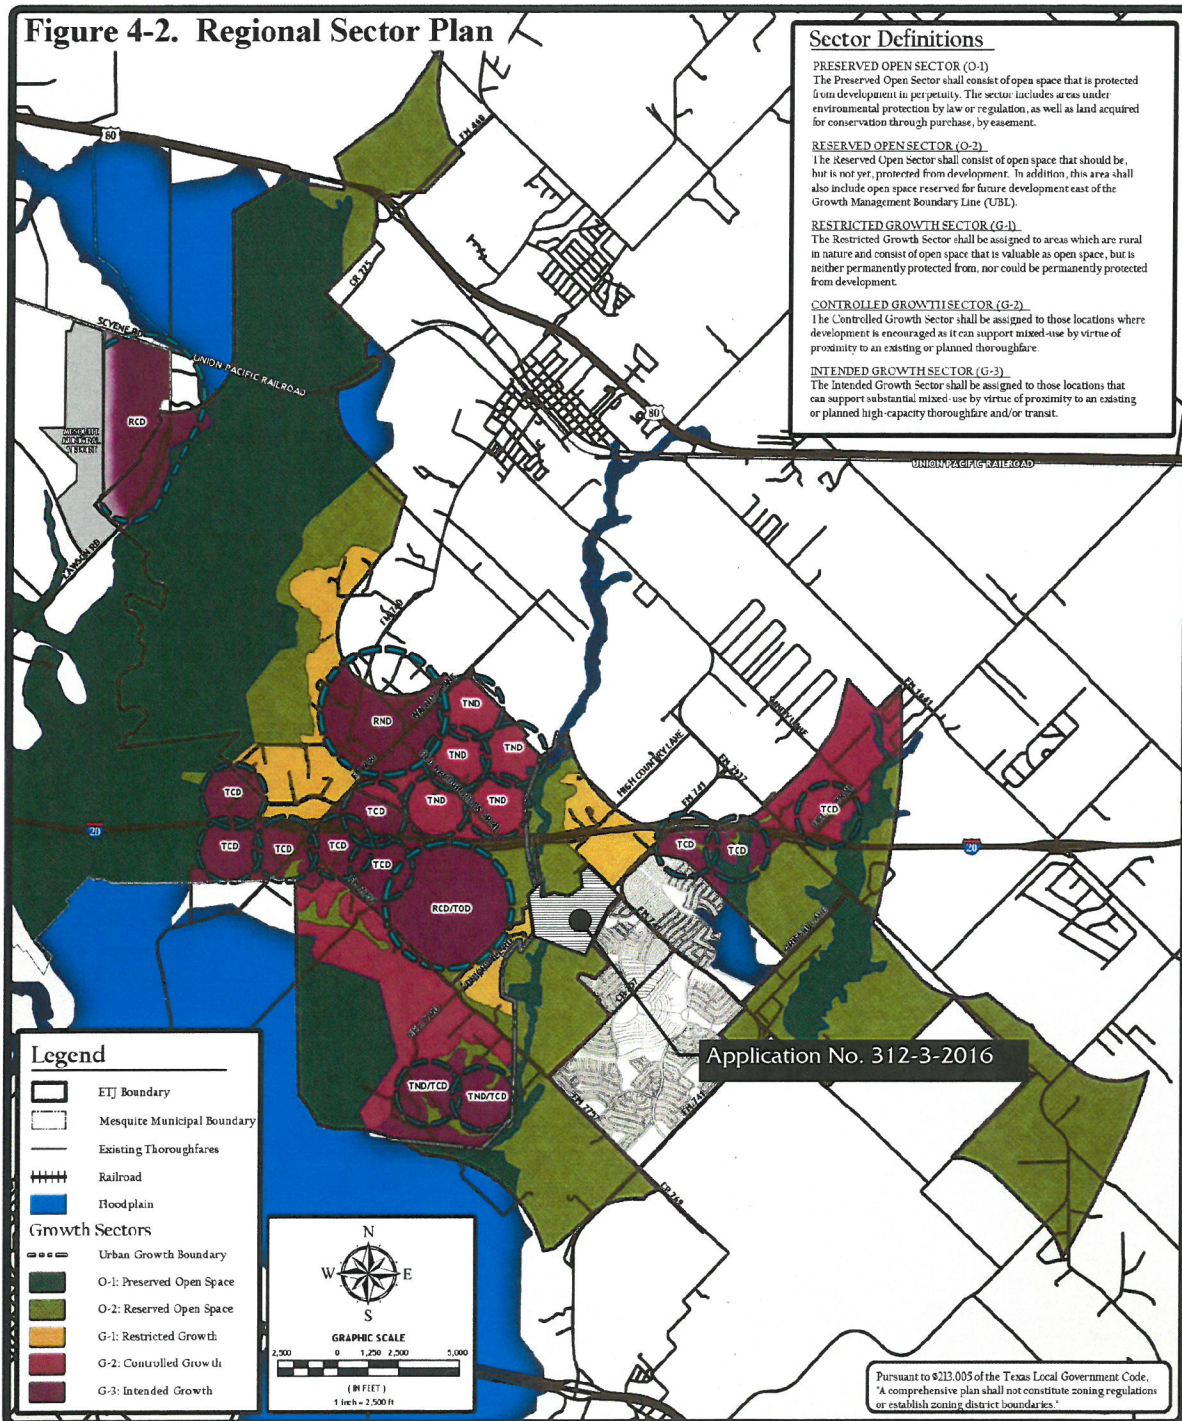 Figure 4-2. Regional Sector Plan
Sector Definitions
PRESERVED OPEN SECTOR (O-1)
The Preserved Open Sector shall consist of open space that is protected
from development in perpetuity. The sector includes areas under
environmental protection by law or regulation, as well as land acquired
for conservation through purchase, by easement.
RESERVED OPEN SECTOR (O-2)
The Reserved Open Sector shall consist of open space that should be,
but is not yet, protected from development. In addition, this area shall
also include open space reserved for future development east of the
Growth Management Boundary Line (UBL).
RESTRICTED GROWTH SECTOR (G-1)
The Restricted Growth Sector shall be assigned to areas which are rural
in nature and consist of open space that is valuable as open space, but is
neither permanently protected from, nor could be permanently protected
from development.
CONTROLLED GROWTH SECTOR (G-2)
The Controlled Growth Sector shall be assigned to those locations where
development is encouraged as it can support mixed-use by virtue of
proximity to an existing or planned thoroughfare.
INTENDED GROWTH SECTOR (G-3)
The Intended Growth Sector shall be assigned to those locations that
can support substantial mixed-use by virtue of proximity to an existing
or planned high-capacity thoroughfare and/or transit.
80
FM 460
CR 225
SCYENE RD
UNION PACIFIC RAILROAD
RCD
MESQUITE
MUNICIPAL
LAWSON RD
80
UNION PACIFIC RAILROAD
FM 740
RND
TND
TND
TND
TND
TND
TCD
TCD
TCD
TCD
TCD
TCD
20
RCD/TOD
HIGH COUNTRY LANE
FM 2932
FM 741
FM 1641
LANE
TCD
TCD
TCD
20
TND/TCD
TND/TCD
FM 741
Application No. 312-3-2016
Legend
ETJ Boundary
Mesquite Municipal Boundary
Existing Thoroughfares
Railroad
Floodplain
Growth Sectors
Urban Growth Boundary
O-1: Preserved Open Space
O-2: Reserved Open Space
G-1: Restricted Growth
G-2: Controlled Growth
G-3: Intended Growth
N
W E
S
GRAPHIC SCALE
2,500 0 1,250 2,500 5,000
( IN FEET )
1 inch = 2,500 ft
Pursuant to §213.005 of the Texas Local Government Code,
"A comprehensive plan shall not constitute zoning regulations
or establish zoning district boundaries."